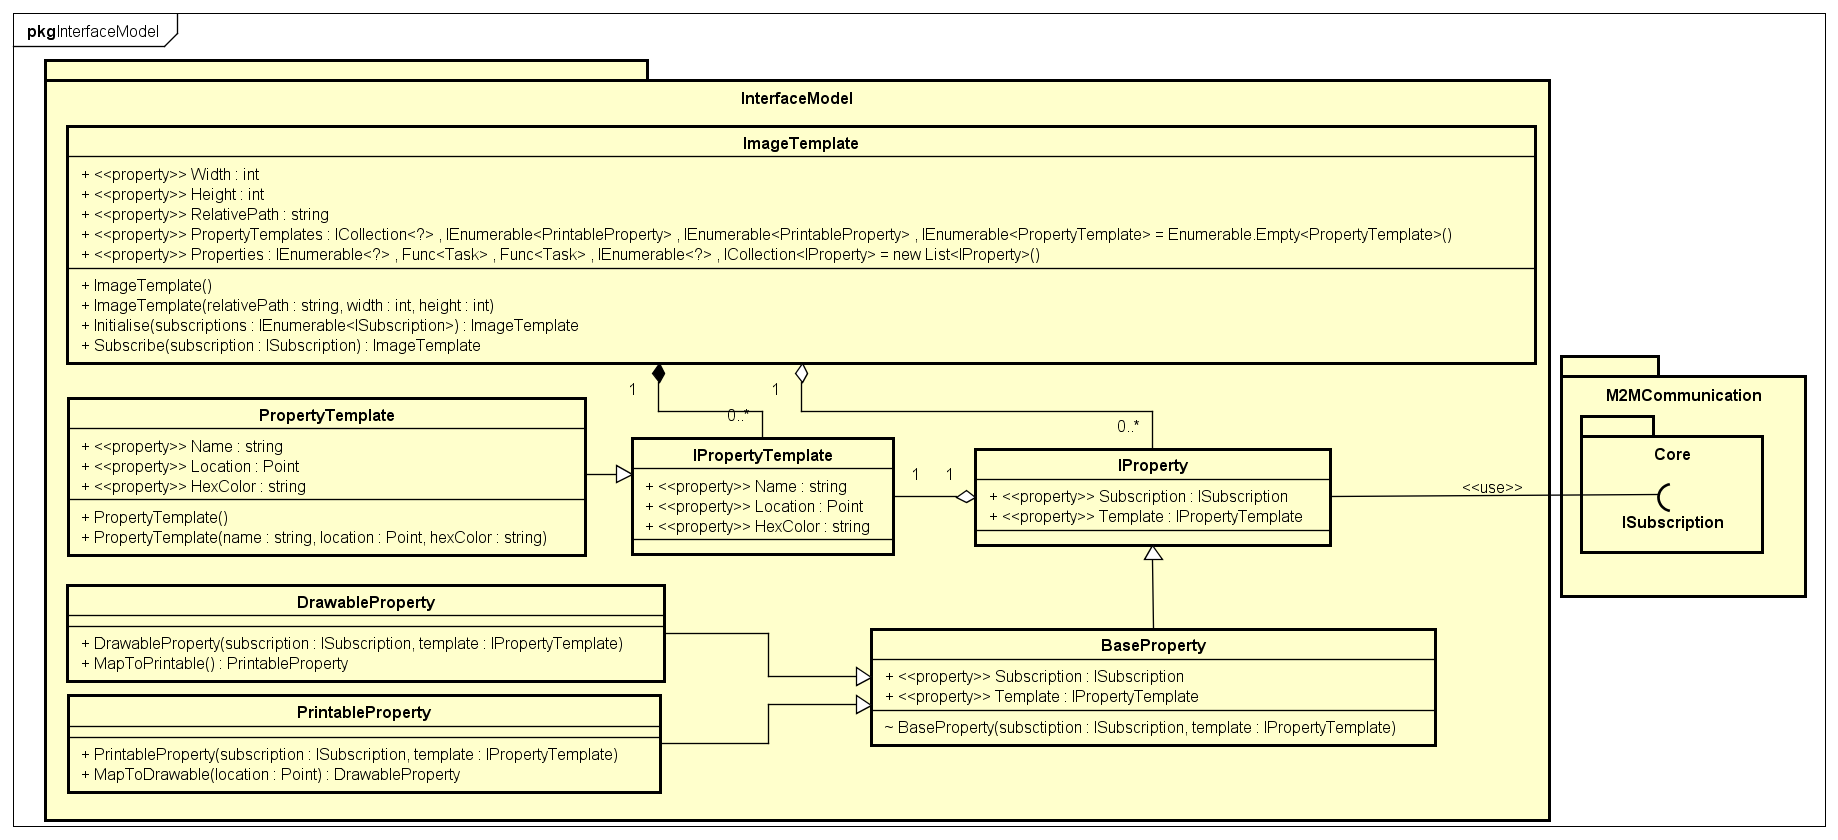 pkgInterfaceModel
InterfaceModel
ImageTemplate
+ <<property>> Width : int
+ <<property>> Height : int
+ <<property>> RelativePath : string
+ <<property>> PropertyTemplates : ICollection<?> , IEnumerable<PrintableProperty> , IEnumerable<PrintableProperty> , IEnumerable<PropertyTemplate> = Enumerable.Empty<PropertyTemplate>()
+ <<property>> Properties : IEnumerable<?> , Func<Task> , Func<Task> , IEnumerable<?> , ICollection<IProperty> = new List<IProperty>()
+ ImageTemplate()
+ ImageTemplate(relativePath : string, width : int, height : int)
+ Initialise(subscriptions : IEnumerable<ISubscription>) : ImageTemplate
+ Subscribe(subscription : ISubscription) : ImageTemplate
1
0..*
1
0..*
PropertyTemplate
+ <<property>> Name : string
+ <<property>> Location : Point
+ <<property>> HexColor : string
+ PropertyTemplate()
+ PropertyTemplate(name : string, location : Point, hexColor : string)
IPropertyTemplate
+ <<property>> Name : string
+ <<property>> Location : Point
+ <<property>> HexColor : string
1
1
IProperty
+ <<property>> Subscription : ISubscription
+ <<property>> Template : IPropertyTemplate
<<use>>
M2MCommunication
Core
ISubscription
DrawableProperty
+ DrawableProperty(subscription : ISubscription, template : IPropertyTemplate)
+ MapToPrintable() : PrintableProperty
PrintableProperty
+ PrintableProperty(subscription : ISubscription, template : IPropertyTemplate)
+ MapToDrawable(location : Point) : DrawableProperty
BaseProperty
+ <<property>> Subscription : ISubscription
+ <<property>> Template : IPropertyTemplate
~ BaseProperty(subsctiption : ISubscription, template : IPropertyTemplate)